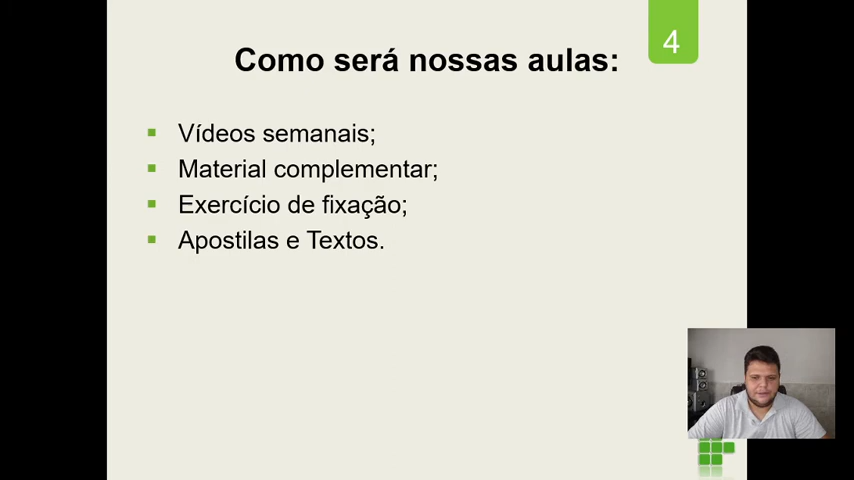 4
Como será nossas aulas:
Vídeos semanais;
Material complementar;
Exercício de fixação;
Apostilas e Textos.